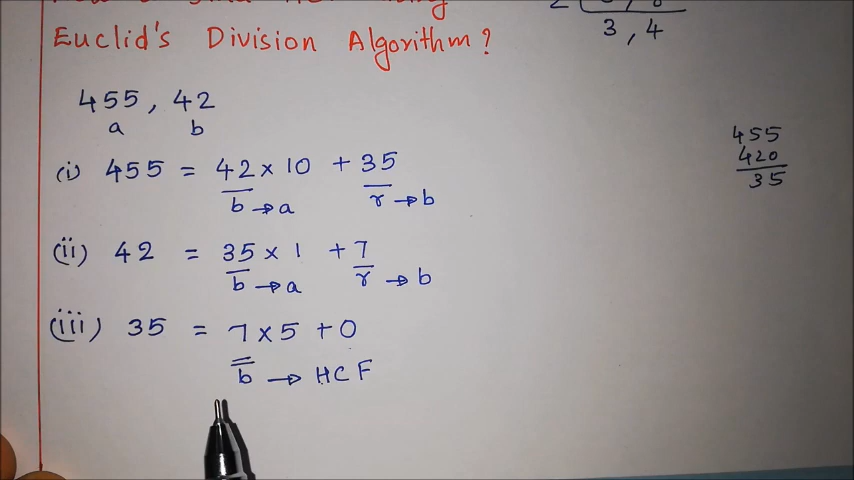 Euclid's Division Algorithm?
3, 4
455, 42
a b
(i) 455 = 42 x 10 + 35
b → a r → b
(ii) 42 = 35 x 1 + 7
b → a r → b
(iii) 35 = 7 x 5 + 0
b → HCF
455
420
35